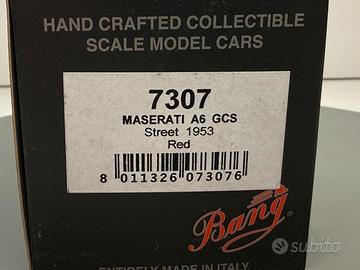 HAND CRAFTED COLLECTIBLE
SCALE MODEL CARS
7307
MASERATI A6 GCS
Street 1953
Red
8 011326 073076
Bang®
subito
ENTIRELY MADE IN ITALY